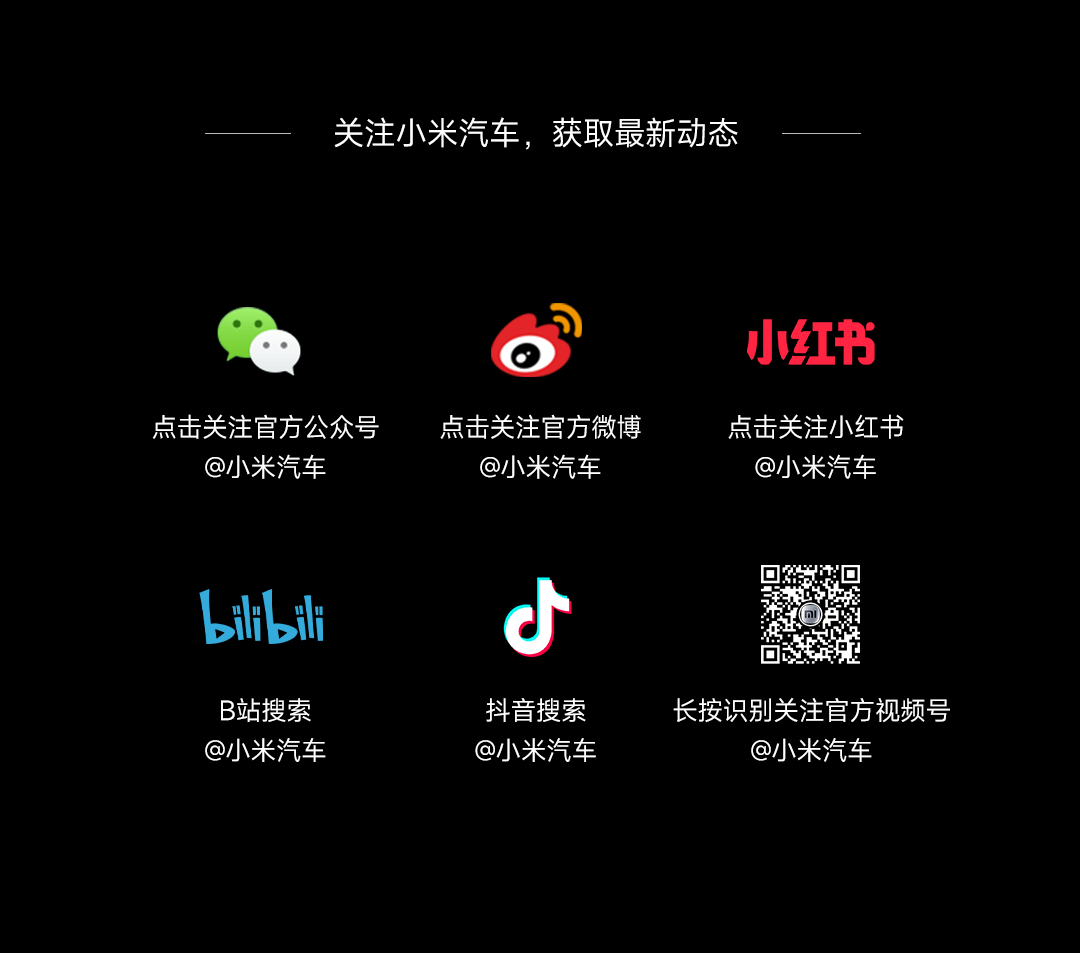 关注小米汽车，获取最新动态
小红书
点击关注官方公众号
@小米汽车
点击关注官方微博
@小米汽车
点击关注小红书
@小米汽车
bilibili
B站搜索
@小米汽车
抖音搜索
@小米汽车
长按识别关注官方视频号
@小米汽车